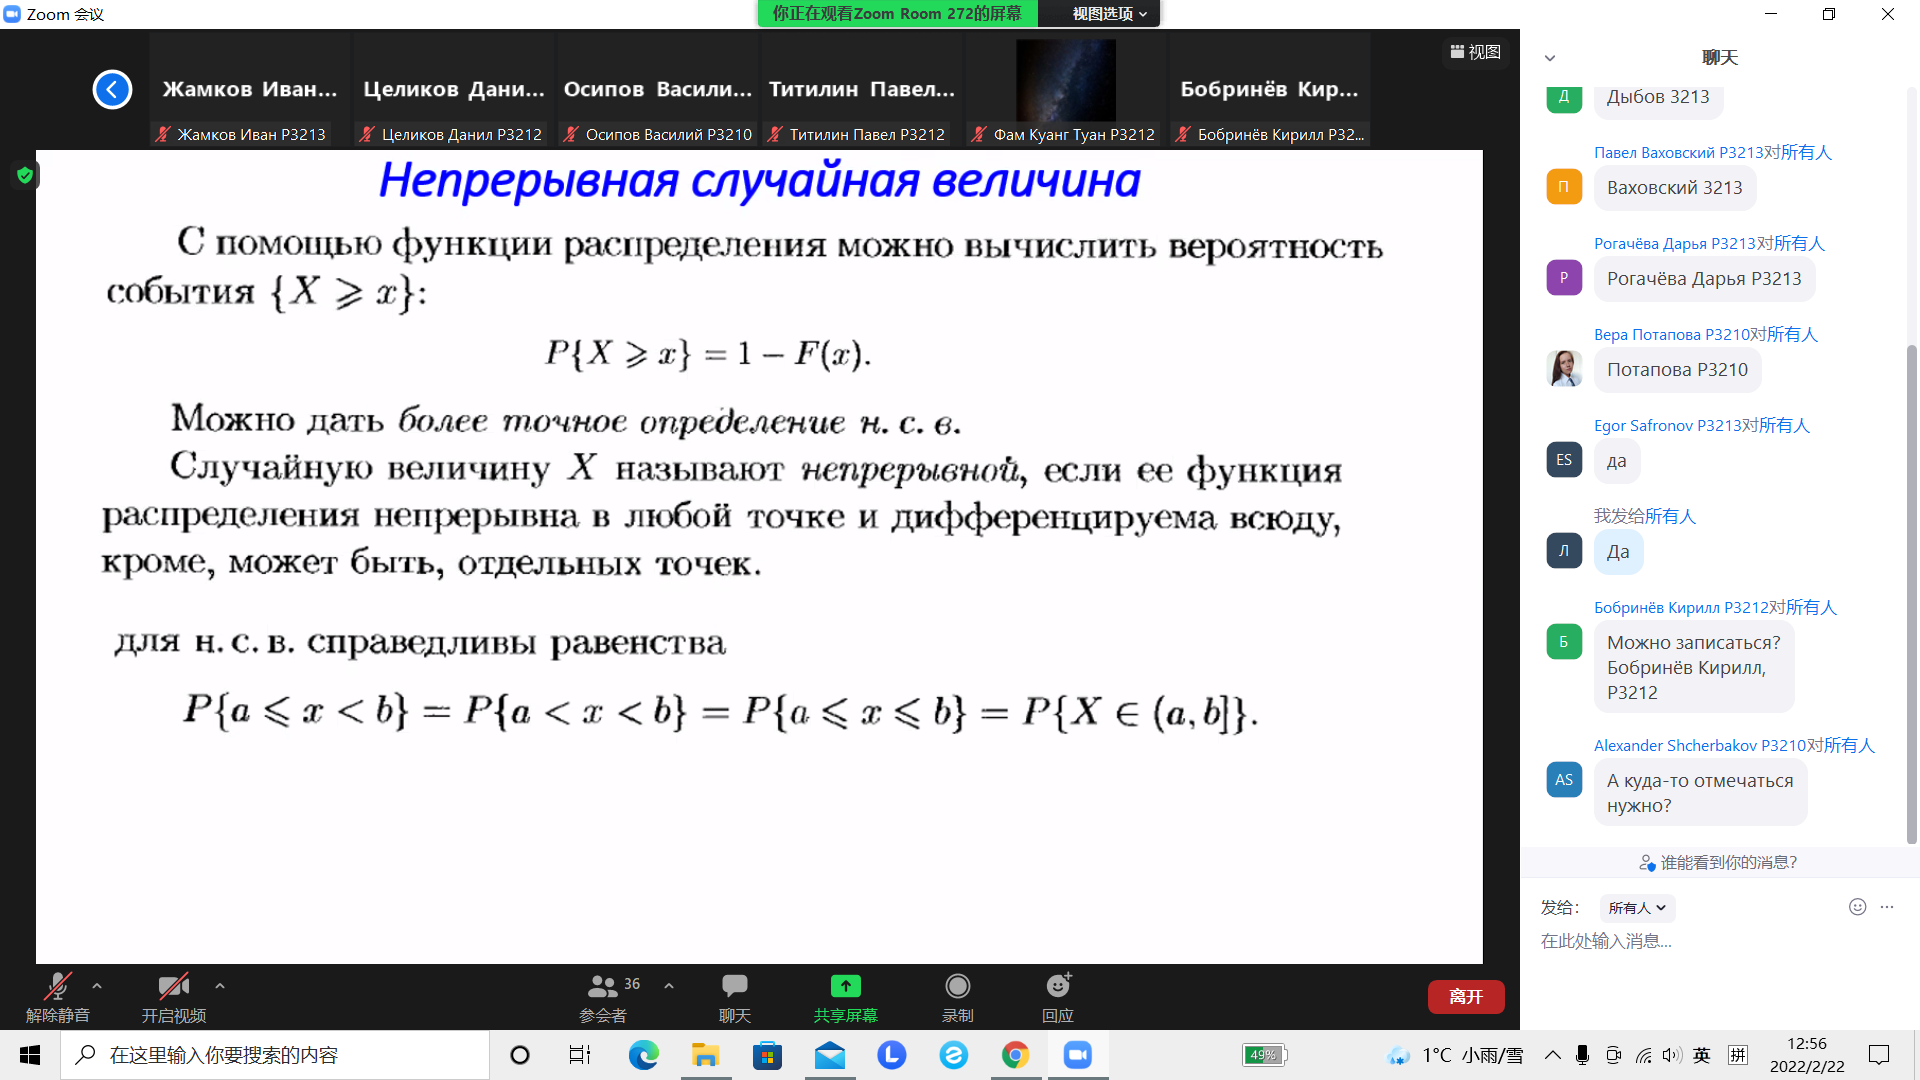 Zoom 会议
你正在观看Zoom Room 272的屏幕
视图选项
视图
Жамков Иван...
Целиков Дани...
Осипов Васили...
Титилин Павел...
Бобринёв Кир...
Жамков Иван P3213
Целиков Данил P3212
Осипов Василий P3210
Титилин Павел P3212
Фам Куанг Туан P3212
Бобринёв Кирилл P32...
Непрерывная случайная величина
С помощью функции распределения можно вычислить вероятность
события {X ⩾ x}:
P{X ⩾ x} = 1 − F(x).
Можно дать более точное определение н. с. в.
Случайную величину X называют непрерывной, если ее функция
распределения непрерывна в любой точке и дифференцируема всюду,
кроме, может быть, отдельных точек.
для н. с. в. справедливы равенства
P{a ⩽ x < b} = P{a < x < b} = P{a ⩽ x ⩽ b} = P{X ∈ (a, b]}.
聊天
Д
Дыбов 3213
Павел Ваховский P3213对所有人
П
Ваховский 3213
Рогачёва Дарья P3213对所有人
Р
Рогачёва Дарья P3213
Вера Потапова P3210对所有人
Потапова P3210
Egor Safronov P3213对所有人
ES
да
我发给所有人
Л
Да
Бобринёв Кирилл P3212对所有人
Б
Можно записаться?
Бобринёв Кирилл,
P3212
Alexander Shcherbakov P3210对所有人
AS
А куда-то отмечаться
нужно?
谁能看到你的消息?
发给:
所有人
在此处输入消息...
解除静音
开启视频
36
参会者
聊天
共享屏幕
录制
回应
离开
在这里输入你要搜索的内容
49%
1°C 小雨/雪
英
拼
12:56
2022/2/22